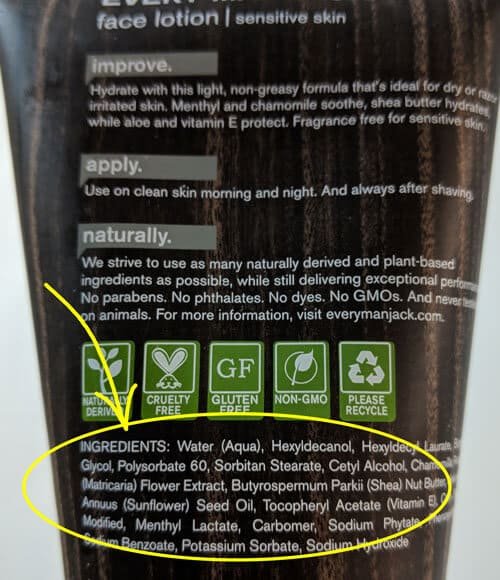 face lotion | sensitive skin
improve.
Hydrate with this light, non-greasy formula that's ideal for dry or
irritated skin. Menthyl and chamomile soothe, shea butter hydrates,
while aloe and vitamin E protect. Fragrance free for sensitive skin.
apply.
Use on clean skin morning and night. And always after shaving.
naturally.
We strive to use as many naturally derived and plant-based
ingredients as possible, while still delivering exceptional
No parabens. No phthalates. No dyes. No GMOs. And never
on animals. For more information, visit everymanjack.com.
NATURALLY DERIVED
CRUELTY FREE
GF GLUTEN FREE
NON-GMO
PLEASE RECYCLE
INGREDIENTS: Water (Aqua), Hexyldecanol, Hexyldecyl Laurate,
Glycol, Polysorbate 60, Sorbitan Stearate, Cetyl Alcohol,
(Matricaria) Flower Extract, Butyrospermum Parkii (Shea) Nut Butter,
Annuus (Sunflower) Seed Oil, Tocopheryl Acetate (Vitamin E),
Modified, Menthyl Lactate, Carbomer, Sodium Phytate,
Sodium Benzoate, Potassium Sorbate, Sodium Hydroxide